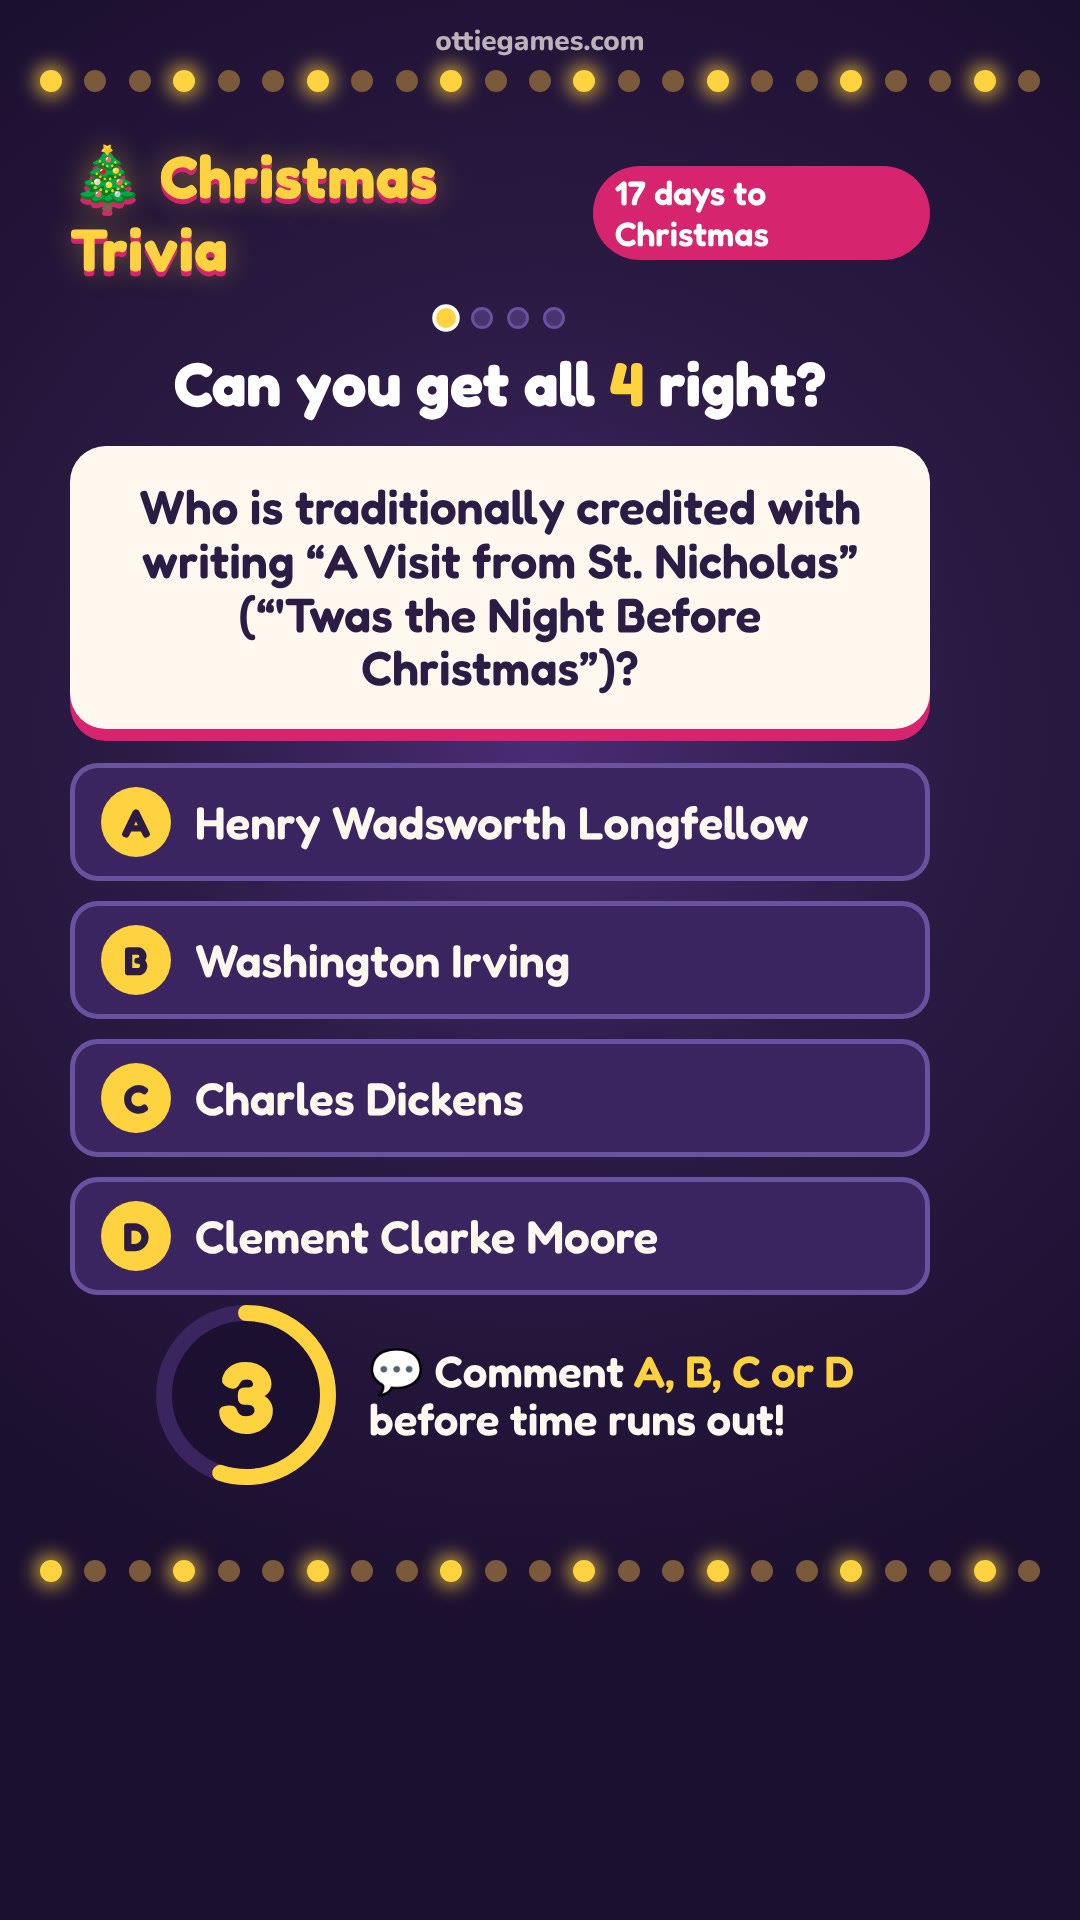 ottiegames.com
🎄 Christmas
Trivia
17 days to
Christmas
Can you get all 4 right?
Who is traditionally credited with
writing “A Visit from St. Nicholas”
(“'Twas the Night Before
Christmas”)?
A Henry Wadsworth Longfellow
B Washington Irving
C Charles Dickens
D Clement Clarke Moore
3
💬 Comment A, B, C or D
before time runs out!